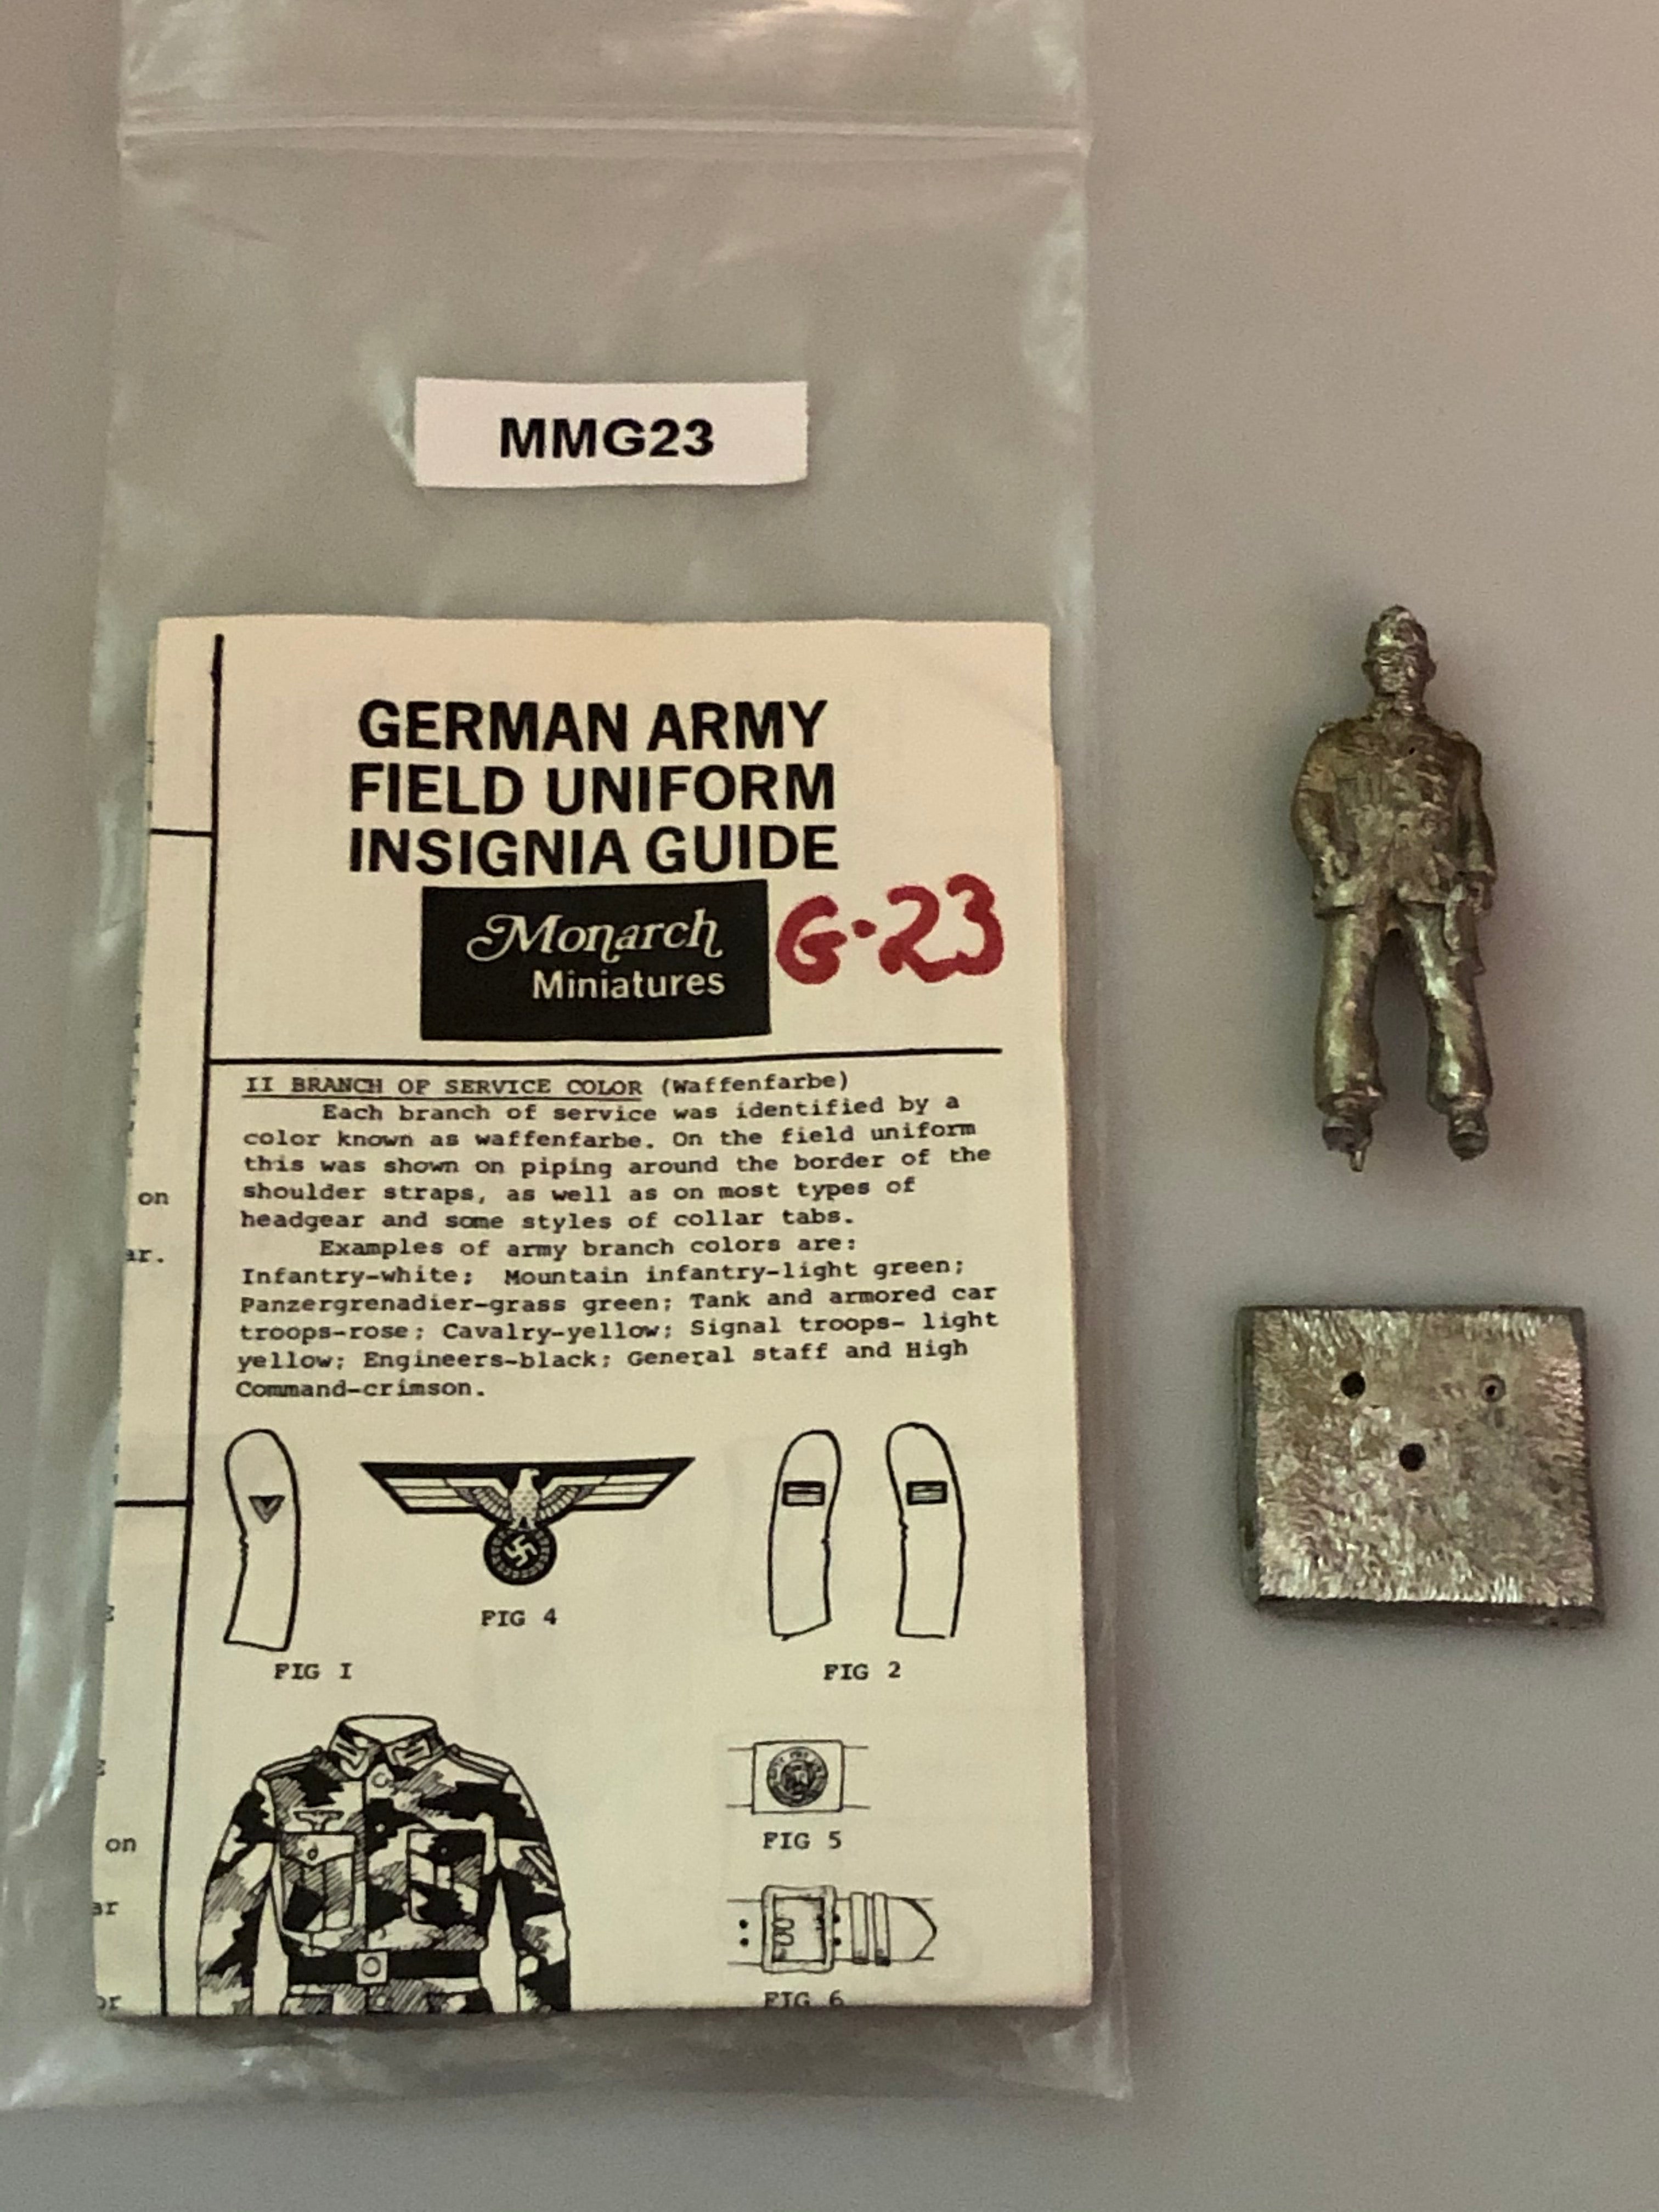 MMG23
GERMAN ARMY
FIELD UNIFORM
INSIGNIA GUIDE
Monarch
Miniatures
G-23
II BRANCH OF SERVICE COLOR (Waffenfarbe)
Each branch of service was identified by a
color known as waffenfarbe. On the field uniform
this was shown on piping around the border of the
shoulder straps, as well as on most types of
headgear and some styles of collar tabs.
Examples of army branch colors are:
Infantry-white; Mountain infantry-light green;
Panzergrenadier-grass green; Tank and armored car
troops-rose; Cavalry-yellow; Signal troops- light
yellow; Engineers-black; General staff and High
Command-crimson.
on
ar.
FIG 4
FIG I
FIG 2
FIG 5
on
ar
or
FIG 6